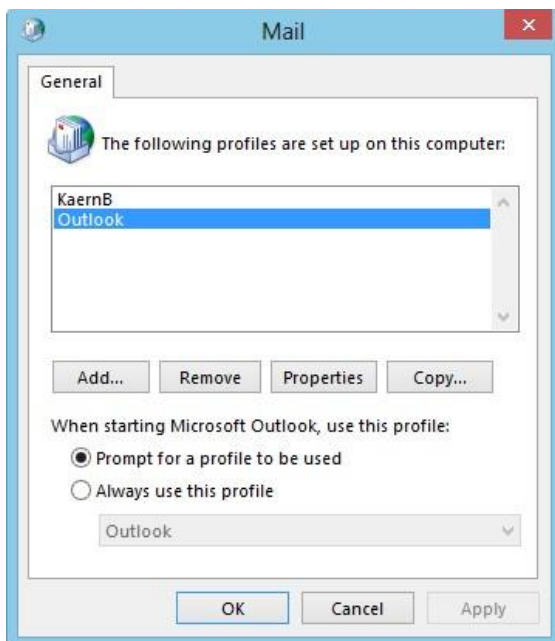 Mail
General
The following profiles are set up on this computer:
KaernB
Outlook
Add... Remove Properties Copy...
When starting Microsoft Outlook, use this profile:
Prompt for a profile to be used
Always use this profile
Outlook
OK Cancel Apply